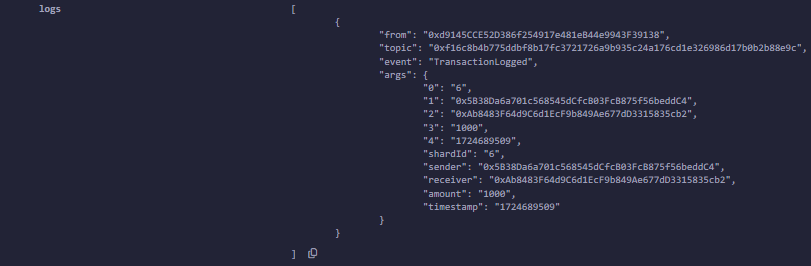 logs [
{
"from": "0xd9145CCE52D386f254917e481eB44e9943F39138",
"topic": "0xf16c8b4b775ddbf8b17fc3721726a9b935c24a176cd1e326986d17b0b2b88e9c",
"event": "TransactionLogged",
"args": {
"0": "6",
"1": "0x5B38Da6a701c568545dCfcB03FcB875f56beddC4",
"2": "0xAb8483F64d9C6d1EcF9b849Ae677dD3315835cb2",
"3": "1000",
"4": "1724689509",
"shardId": "6",
"sender": "0x5B38Da6a701c568545dCfcB03FcB875f56beddC4",
"receiver": "0xAb8483F64d9C6d1EcF9b849Ae677dD3315835cb2",
"amount": "1000",
"timestamp": "1724689509"
}
}
]